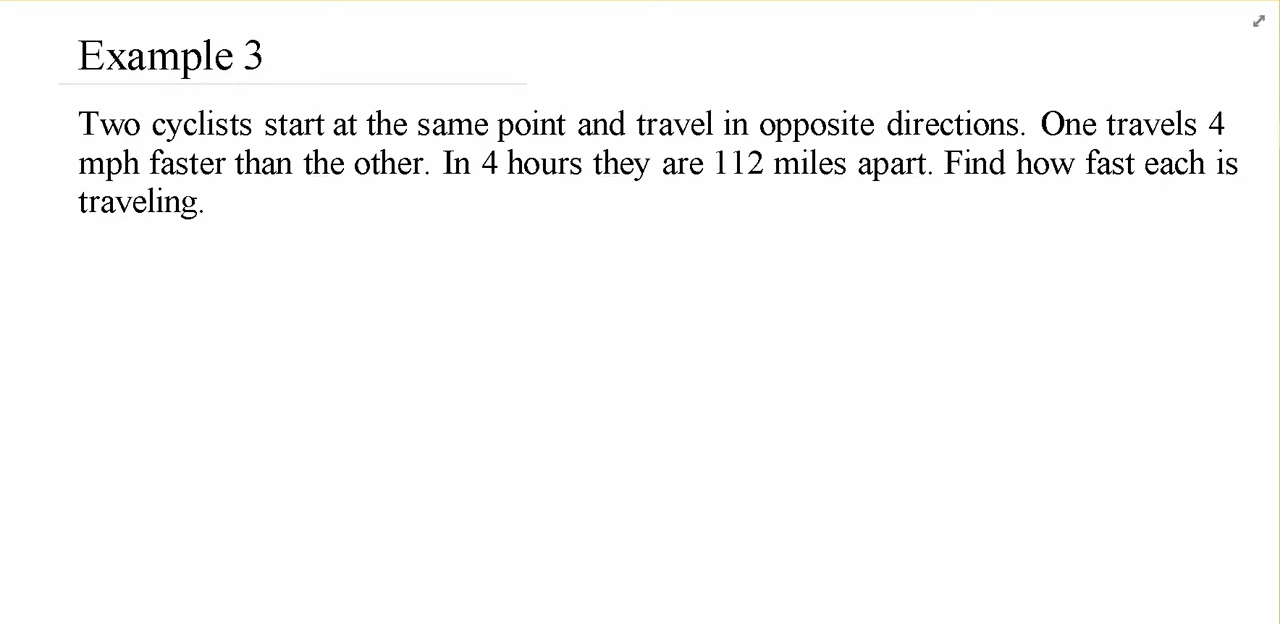 Example 3
Two cyclists start at the same point and travel in opposite directions. One travels 4
mph faster than the other. In 4 hours they are 112 miles apart. Find how fast each is
traveling.